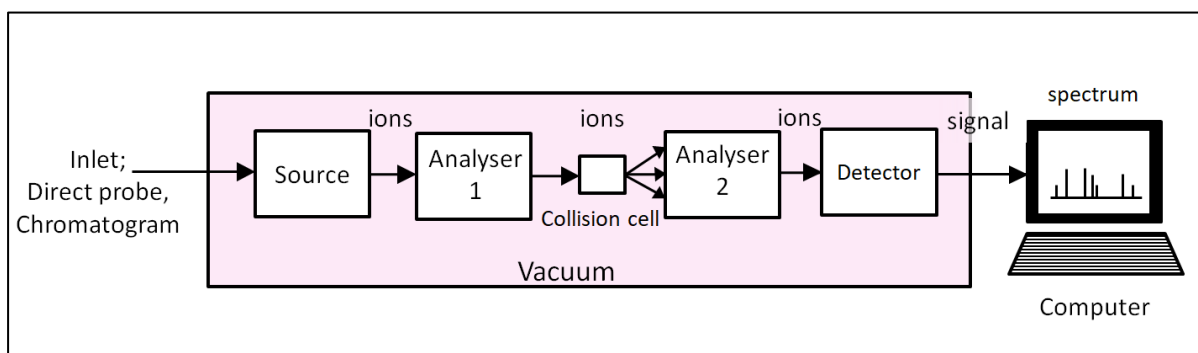 spectrum
ions
ions
ions
signal
Inlet;
Direct probe,
Chromatogram
Source
Analyser
1
Collision cell
Analyser
2
Detector
Vacuum
Computer